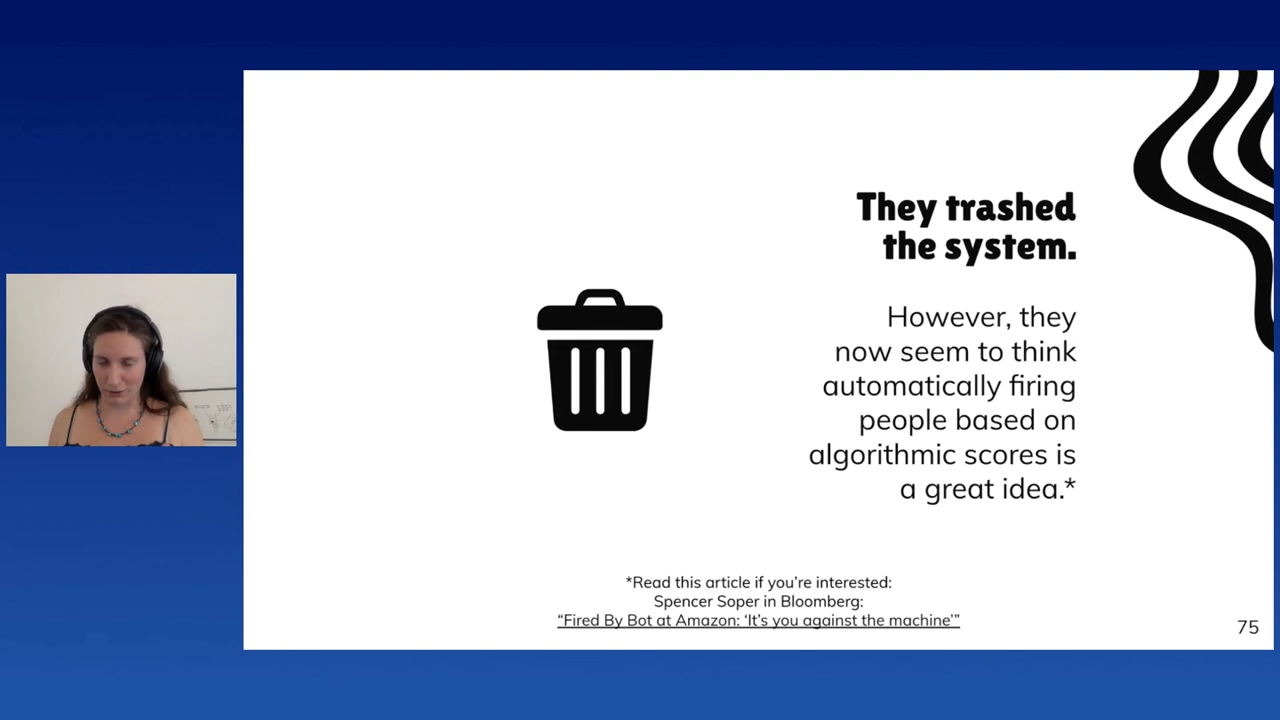 They trashed
the system.
However, they
now seem to think
automatically firing
people based on
algorithmic scores is
a great idea.*
*Read this article if you’re interested:
Spencer Soper in Bloomberg:
“Fired By Bot at Amazon: ‘It’s you against the machine’”
75